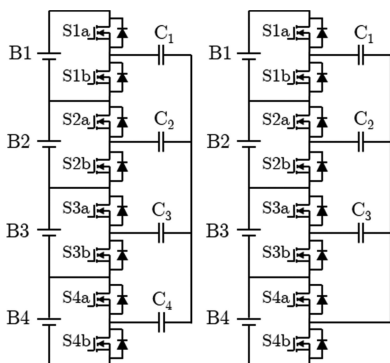 S1a
C1
B1
S1b
S2a
C2
B2
S2b
S3a
C3
B3
S3b
S4a
C4
B4
S4b
S1a
C1
B1
S1b
S2a
C2
B2
S2b
S3a
C3
B3
S3b
S4a
B4
S4b